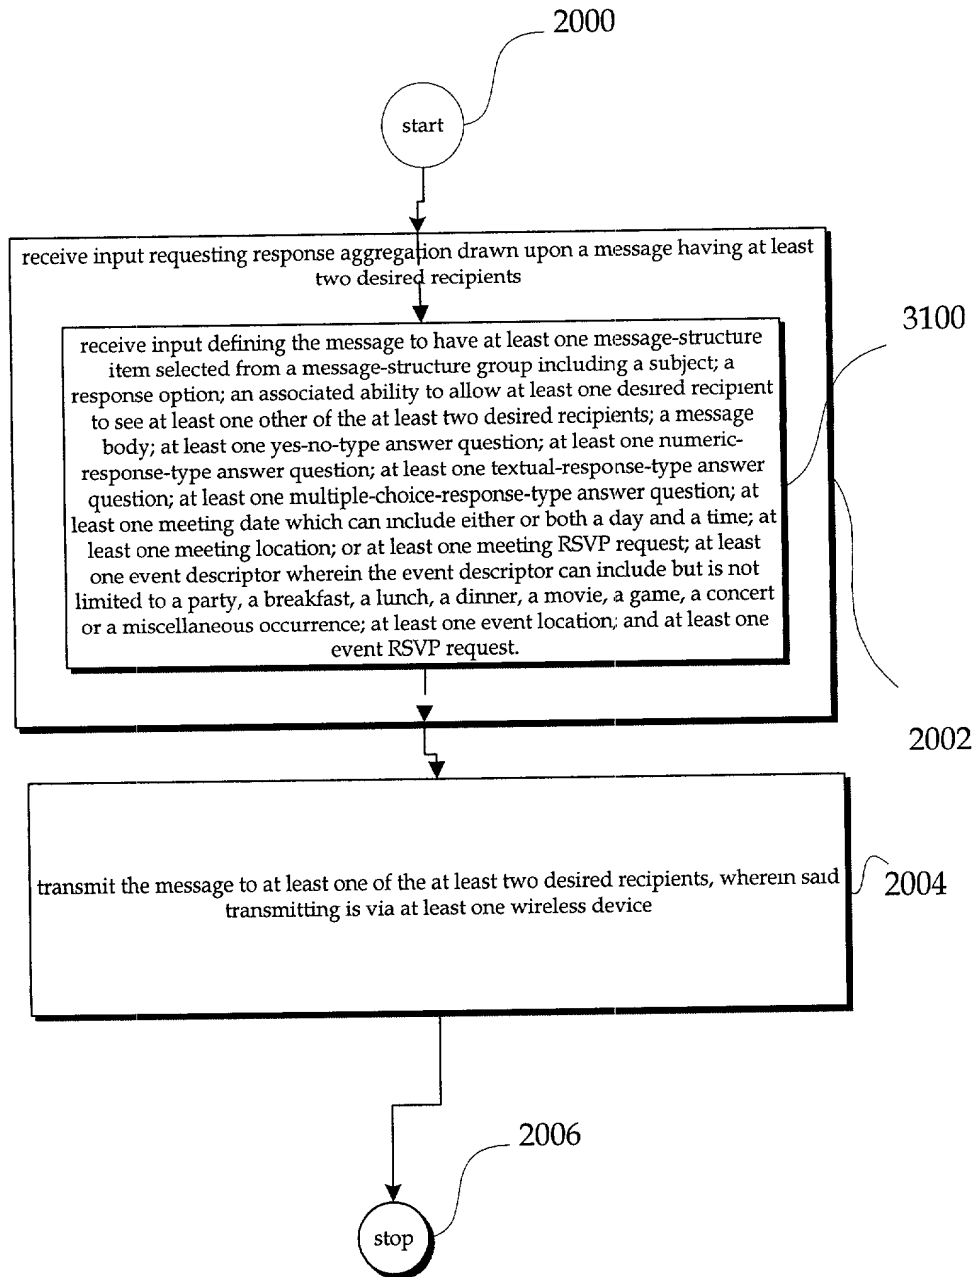 2000
start
receive input requesting response aggregation drawn upon a message having at least
two desired recipients
3100
receive input defining the message to have at least one message-structure
item selected from a message-structure group including a subject; a
response option; an associated ability to allow at least one desired recipient
to see at least one other of the at least two desired recipients; a message
body; at least one yes-no-type answer question; at least one numeric-
response-type answer question; at least one textual-response-type answer
question; at least one multiple-choice-response-type answer question; at
least one meeting date which can include either or both a day and a time; at
least one meeting location; or at least one meeting RSVP request; at least
one event descriptor wherein the event descriptor can include but is not
limited to a party, a breakfast, a lunch, a dinner, a movie, a game, a concert
or a miscellaneous occurrence; at least one event location; and at least one
event RSVP request.
2002
transmit the message to at least one of the at least two desired recipients, wherein said
transmitting is via at least one wireless device
2004
2006
stop